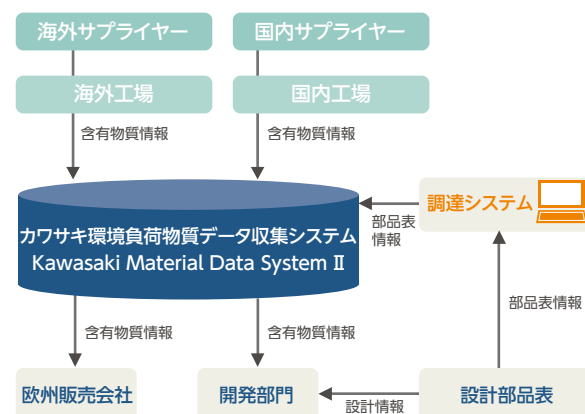 海外サプライヤー
国内サプライヤー
海外工場
国内工場
含有物質情報
含有物質情報
カワサキ環境負荷物質データ収集システム
Kawasaki Material Data System Ⅱ
部品表
情報
調達システム
部品表情報
含有物質情報
含有物質情報
欧州販売会社
開発部門
設計情報
設計部品表